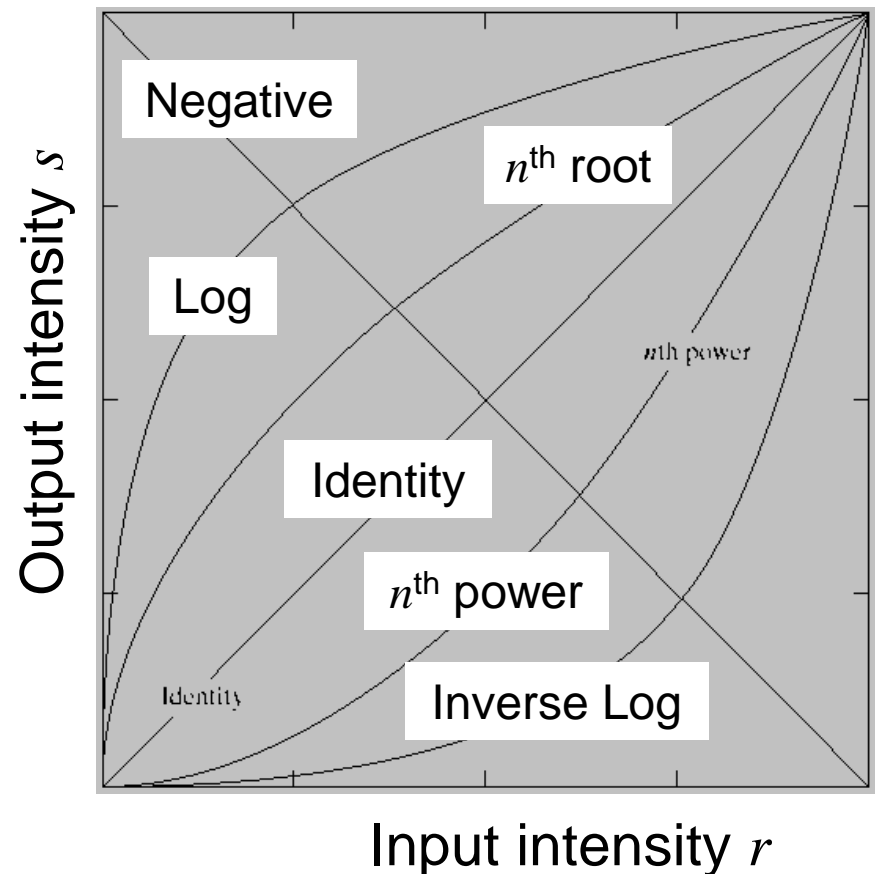 Negative
nᵗʰ root
Log
nth power
Identity
nᵗʰ power
Identity
Inverse Log
Output intensity s
Input intensity r